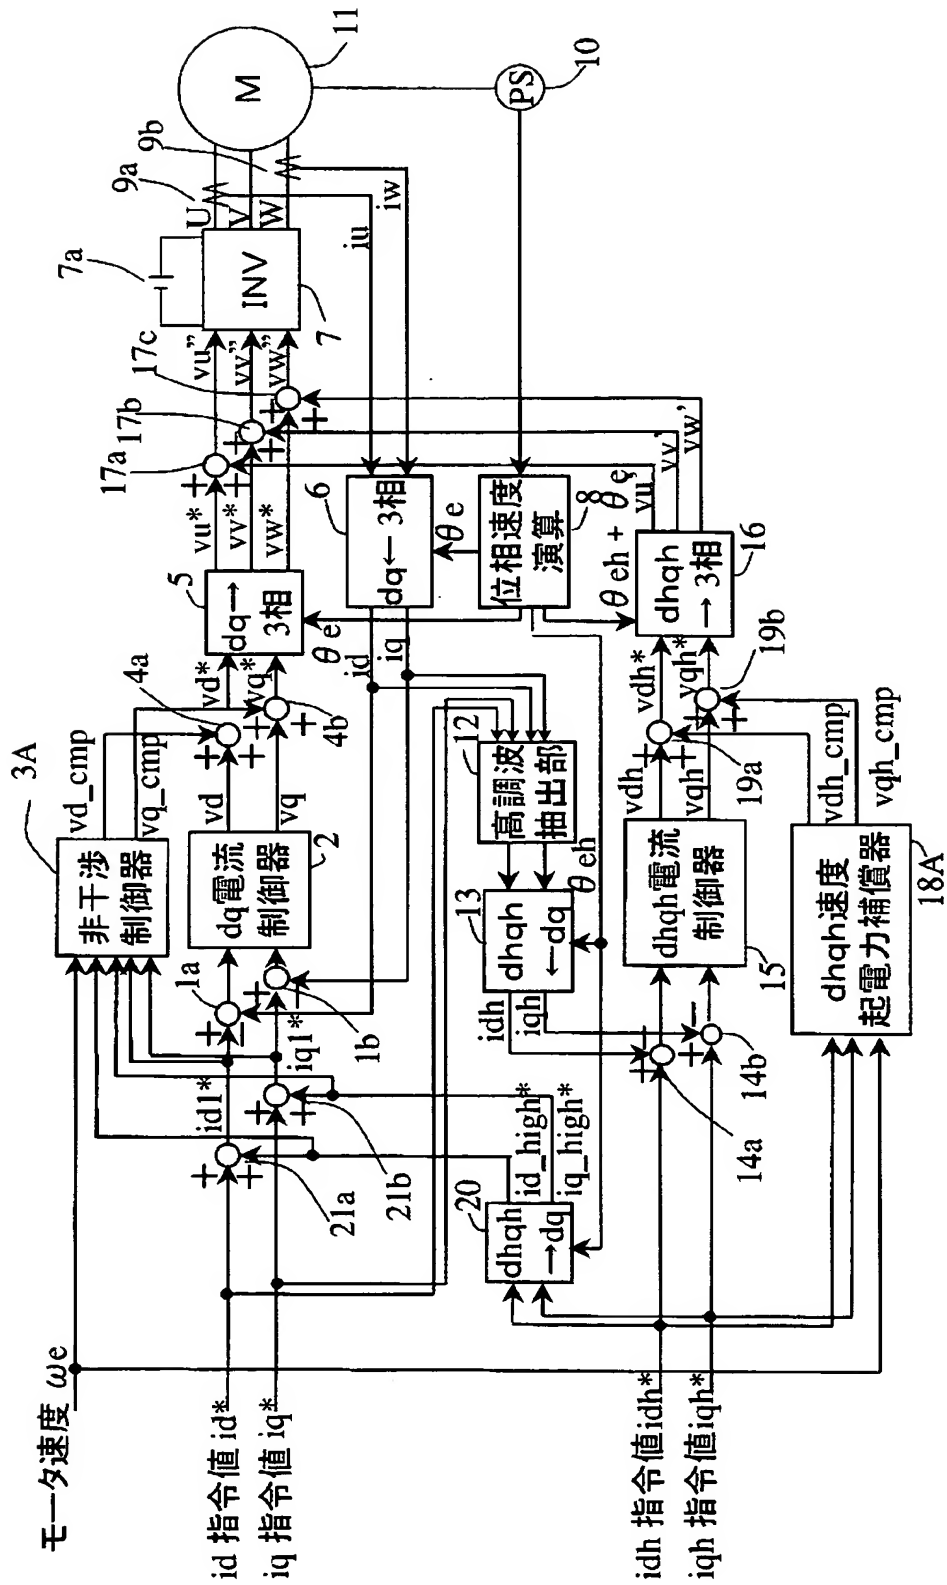 モータ速度 ωe
id 指令値 id*
iq 指令値 iq*
idh 指令値idh*
iqh 指令値iqh*
3A
非干渉
制御器
vd_cmp
vq_cmp
21a
21b
id1*
iq1*
1a
1b
dq電流
制御器
2
vd
vq
4a
4b
vd*
vq*
5
dq→
3相
θe
vu*
vv*
vw*
17a
17b
17c
vu”
vv”
vw”
7a
INV
7
U
V
W
9a
9b
M
11
PS
10
iu
iw
6
dq←3相
θe
id
iq
位相速度
演算
8
12
高調波
抽出部
13
dhqh
←dq
θeh
idh
iqh
20
dhqh
→dq
id_high*
iq_high*
14a
14b
dhqh電流
制御器
15
vdh
vqh
19a
19b
vdh*
vqh*
θeh + θe
dhqh
→3相
16
vu’
vv’
vw’
dhqh速度
起電力補償器
18A
vdh_cmp
vqh_cmp
+
+
+
+
+
−
+
−
+
+
+
+
+
+
+
+
+
+
+
−
+
−
+
+
+
+